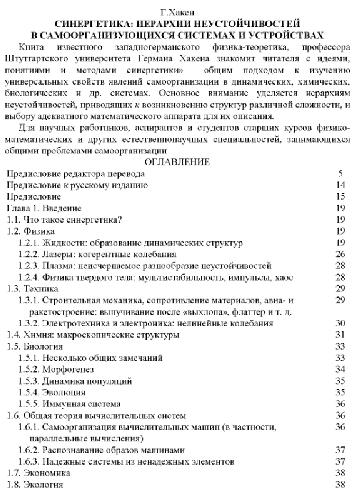 Г.Хакен
СИНЕРГЕТИКА: ИЕРАРХИИ НЕУСТОЙЧИВОСТЕЙ
В САМООРГАНИЗУЮЩИХСЯ СИСТЕМАХ И УСТРОЙСТВАХ
Книга известного западногерманского физика-теоретика, профессора
Штутгартского университета Германа Хакена знакомит читателя с идеями,
понятиями и методами синергетики» общим подходом к изучению
универсальных свойств явлений самоорганизации в динамических, химических,
биологических и др. системах. Основное внимание уделяется иерархиям
неустойчивостей, приводящих к возникновению структур различной сложности, и
выбору адекватного математического аппарата для их описания.
Для научных работников, аспирантов и студентов старших курсов физико-
математических и других естественнонаучных специальностей, занимающихся
общими проблемами самоорганизации
ОГЛАВЛЕНИЕ
Предисловие редактора перевода 5
Предисловие к русскому изданию 14
Предисловие 15
Глава 1. Введение 19
1.1. Что такое синергетика? 19
1.2. Физика 19
1.2.1. Жидкости: образование динамических структур 19
1.2.2. Лазеры: когерентные колебания 26
1.2.3. Плазма: неисчерпаемое разнообразие неустойчивостей 28
1.2.4. Физика твердого тела: мультистабильность, импульсы, хаос 28
1.3. Техника 29
1.3.1. Строительная механика, сопротивление материалов, авиа- и 29
ракетостроение: выпучивание после «выхлопа», флаттер и т. д.
1.3.2. Электротехника и электроника: нелинейные колебания 30
1.4. Химия: макроскопические структуры 31
1.5. Биология 33
1.5.1. Несколько общих замечаний 33
1.5.2. Морфогенез 34
1.5.3. Динамика популяций 35
1.5.4. Эволюция 35
1.5.5. Иммунная система 36
1.6. Общая теория вычислительных систем 36
1.6.1. Самоорганизация вычислительных машин (в частности, 36
параллельные вычисления)
1.6.2. Распознавание образов машинами 37
1.6.3. Надежные системы из ненадежных элементов 37
1.7. Экономика 38
1.8. Экология 38